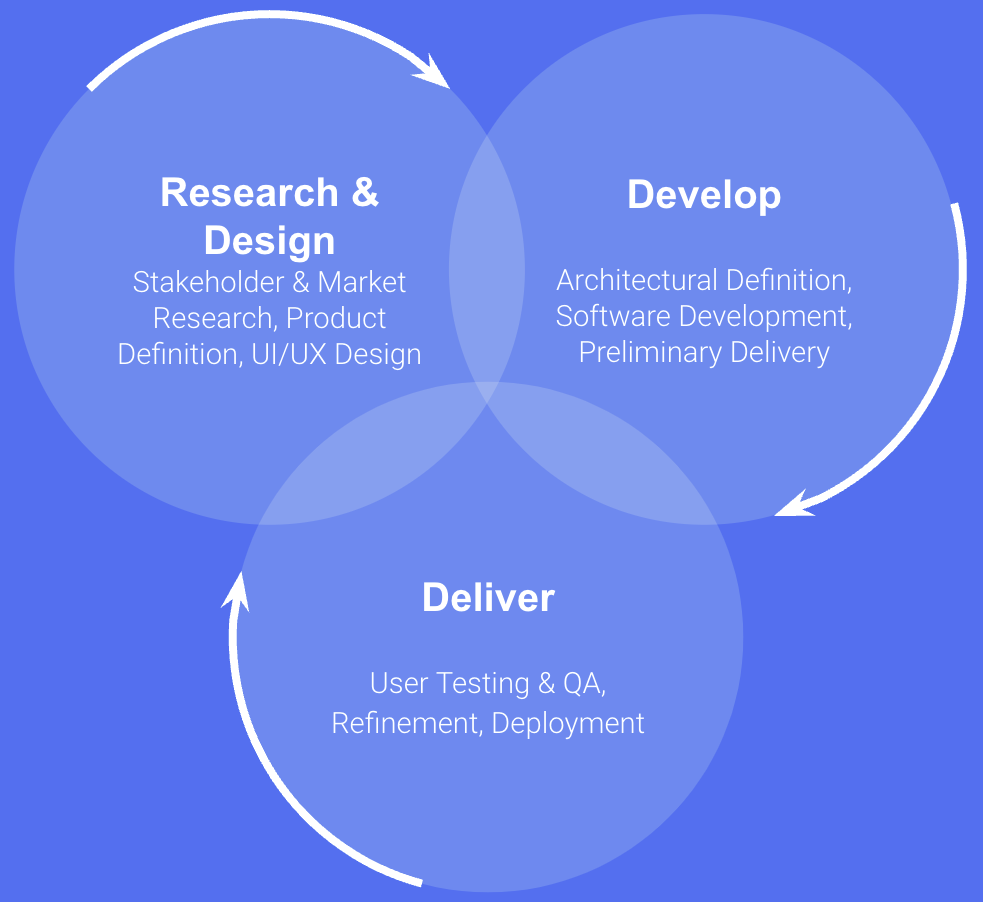 Research &
Design
Stakeholder & Market
Research, Product
Definition, UI/UX Design
Develop
Architectural Definition,
Software Development,
Preliminary Delivery
Deliver
User Testing & QA,
Refinement, Deployment